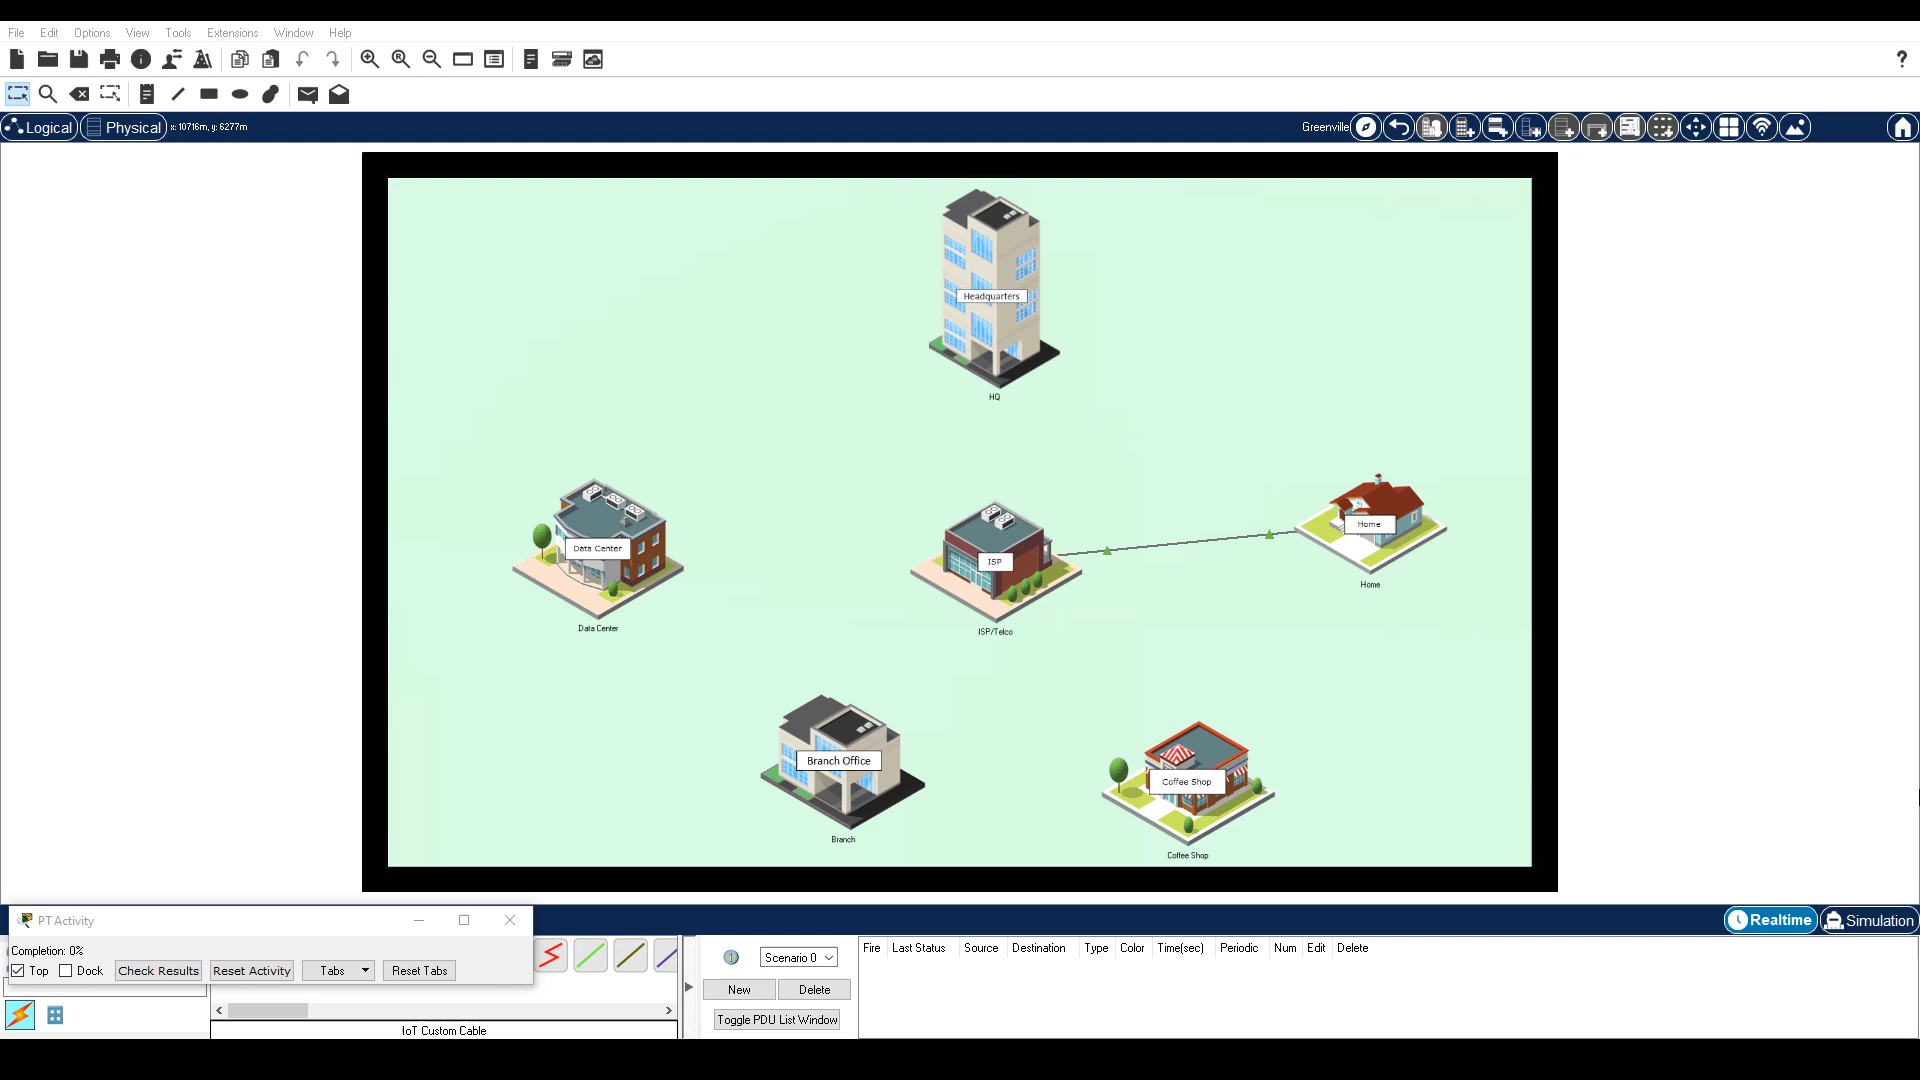 File Edit Options View Tools Extensions Window Help
?
Logical Physical x: 10716m, y: 6277m Greenville
Headquarters
HQ
Home
Home
Data Center
Data Center
ISP
ISP/Telco
Branch Office
Branch
Coffee Shop
Coffee Shop
Realtime Simulation
PT Activity
Completion: 0%
Top Dock Check Results Reset Activity Tabs Reset Tabs
IoT Custom Cable
Scenario 0
New Delete
Toggle PDU List Window
Fire Last Status Source Destination Type Color Time(sec) Periodic Num Edit Delete